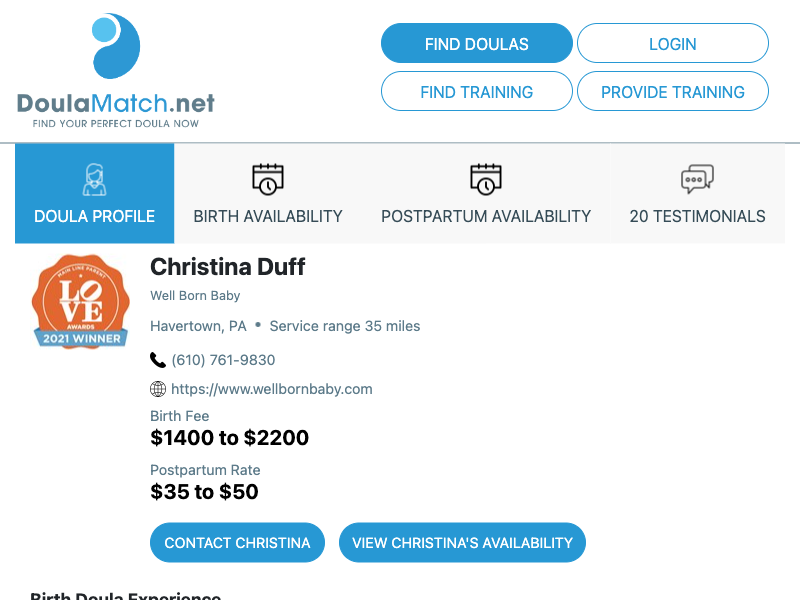 DoulaMatch.net
FIND YOUR PERFECT DOULA NOW
FIND DOULAS
LOGIN
FIND TRAINING
PROVIDE TRAINING
DOULA PROFILE
BIRTH AVAILABILITY
POSTPARTUM AVAILABILITY
20 TESTIMONIALS
MAIN LINE PARENT
LOVE
AWARDS
2021 WINNER
Christina Duff
Well Born Baby
Havertown, PA • Service range 35 miles
(610) 761-9830
https://www.wellbornbaby.com
Birth Fee
$1400 to $2200
Postpartum Rate
$35 to $50
CONTACT CHRISTINA
VIEW CHRISTINA'S AVAILABILITY
Birth Doula Experience